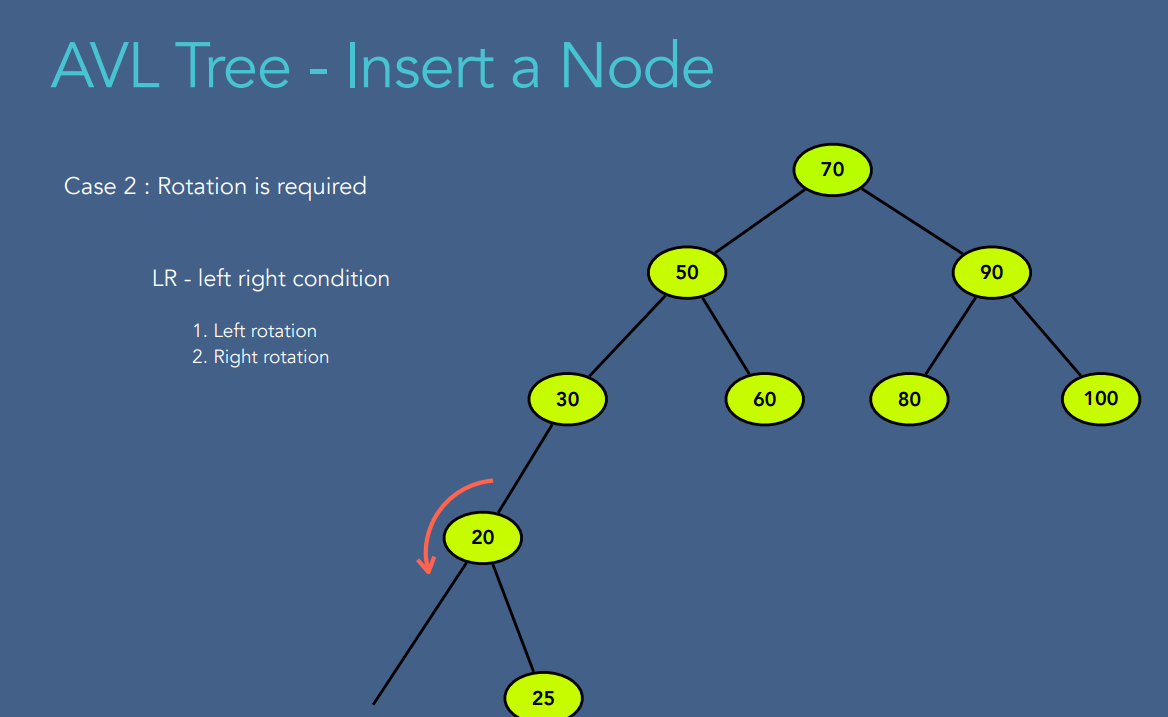 AVL Tree - Insert a Node
Case 2 : Rotation is required
LR - left right condition
1. Left rotation
2. Right rotation
70
50
90
30
60
80
100
20
25